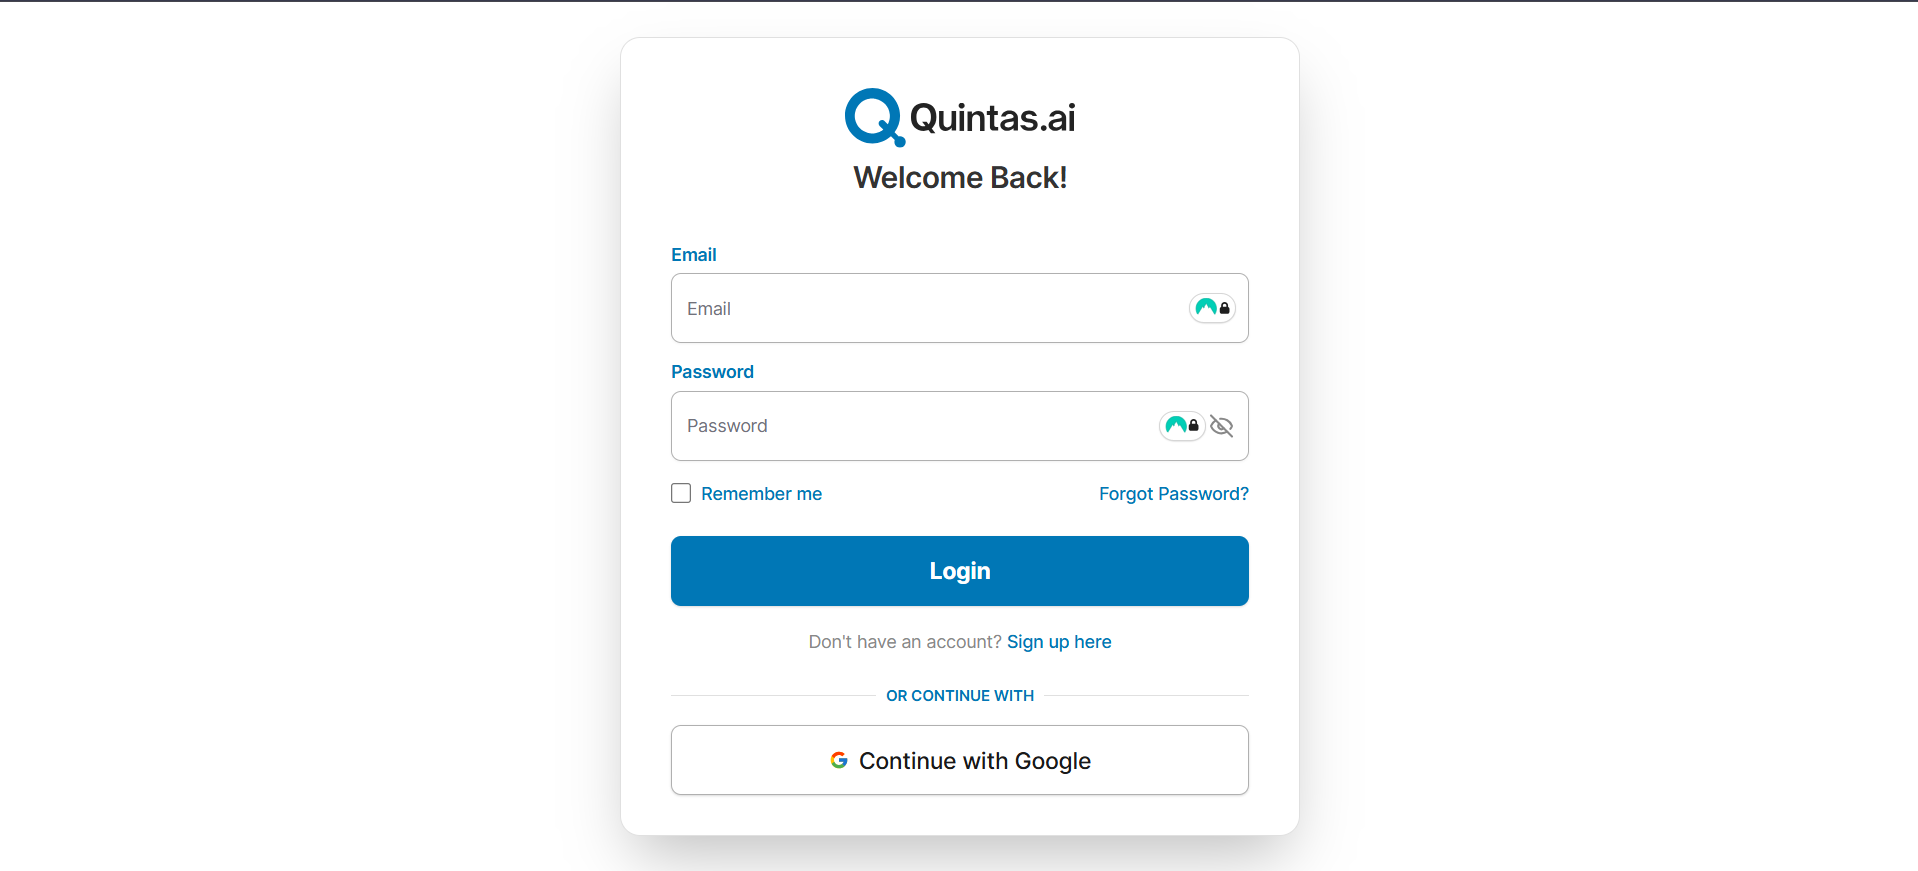 Quintas.ai
Welcome Back!
Email
Email
Password
Password
Remember me
Forgot Password?
Login
Don't have an account? Sign up here
OR CONTINUE WITH
Continue with Google